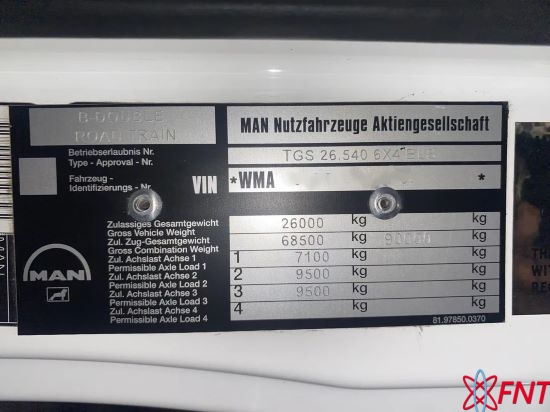 B-DOUBLE
ROAD TRAIN
MAN Nutzfahrzeuge Aktiengesellschaft
Betriebserlaubnis Nr.
Type - Approval - Nr.
TGS 26.540 6X4
Fahrzeug -
Identifizierungs - Nr.
VIN
*WMA *
Zulässiges Gesamtgewicht
Gross Vehicle Weight
26000 kg kg
Zul. Zug-Gesamtgewicht
Gross Combination Weight
68500 kg kg
Zul. Achslast Achse 1
Permissible Axle Load 1
1 7100 kg kg
Zul. Achslast Achse 2
Permissible Axle Load 2
2 9500 kg kg
Zul. Achslast Achse 3
Permissible Axle Load 3
3 9500 kg kg
Zul. Achslast Achse 4
Permissible Axle Load 4
4 kg kg
MAN
81.97850.0370
FNT